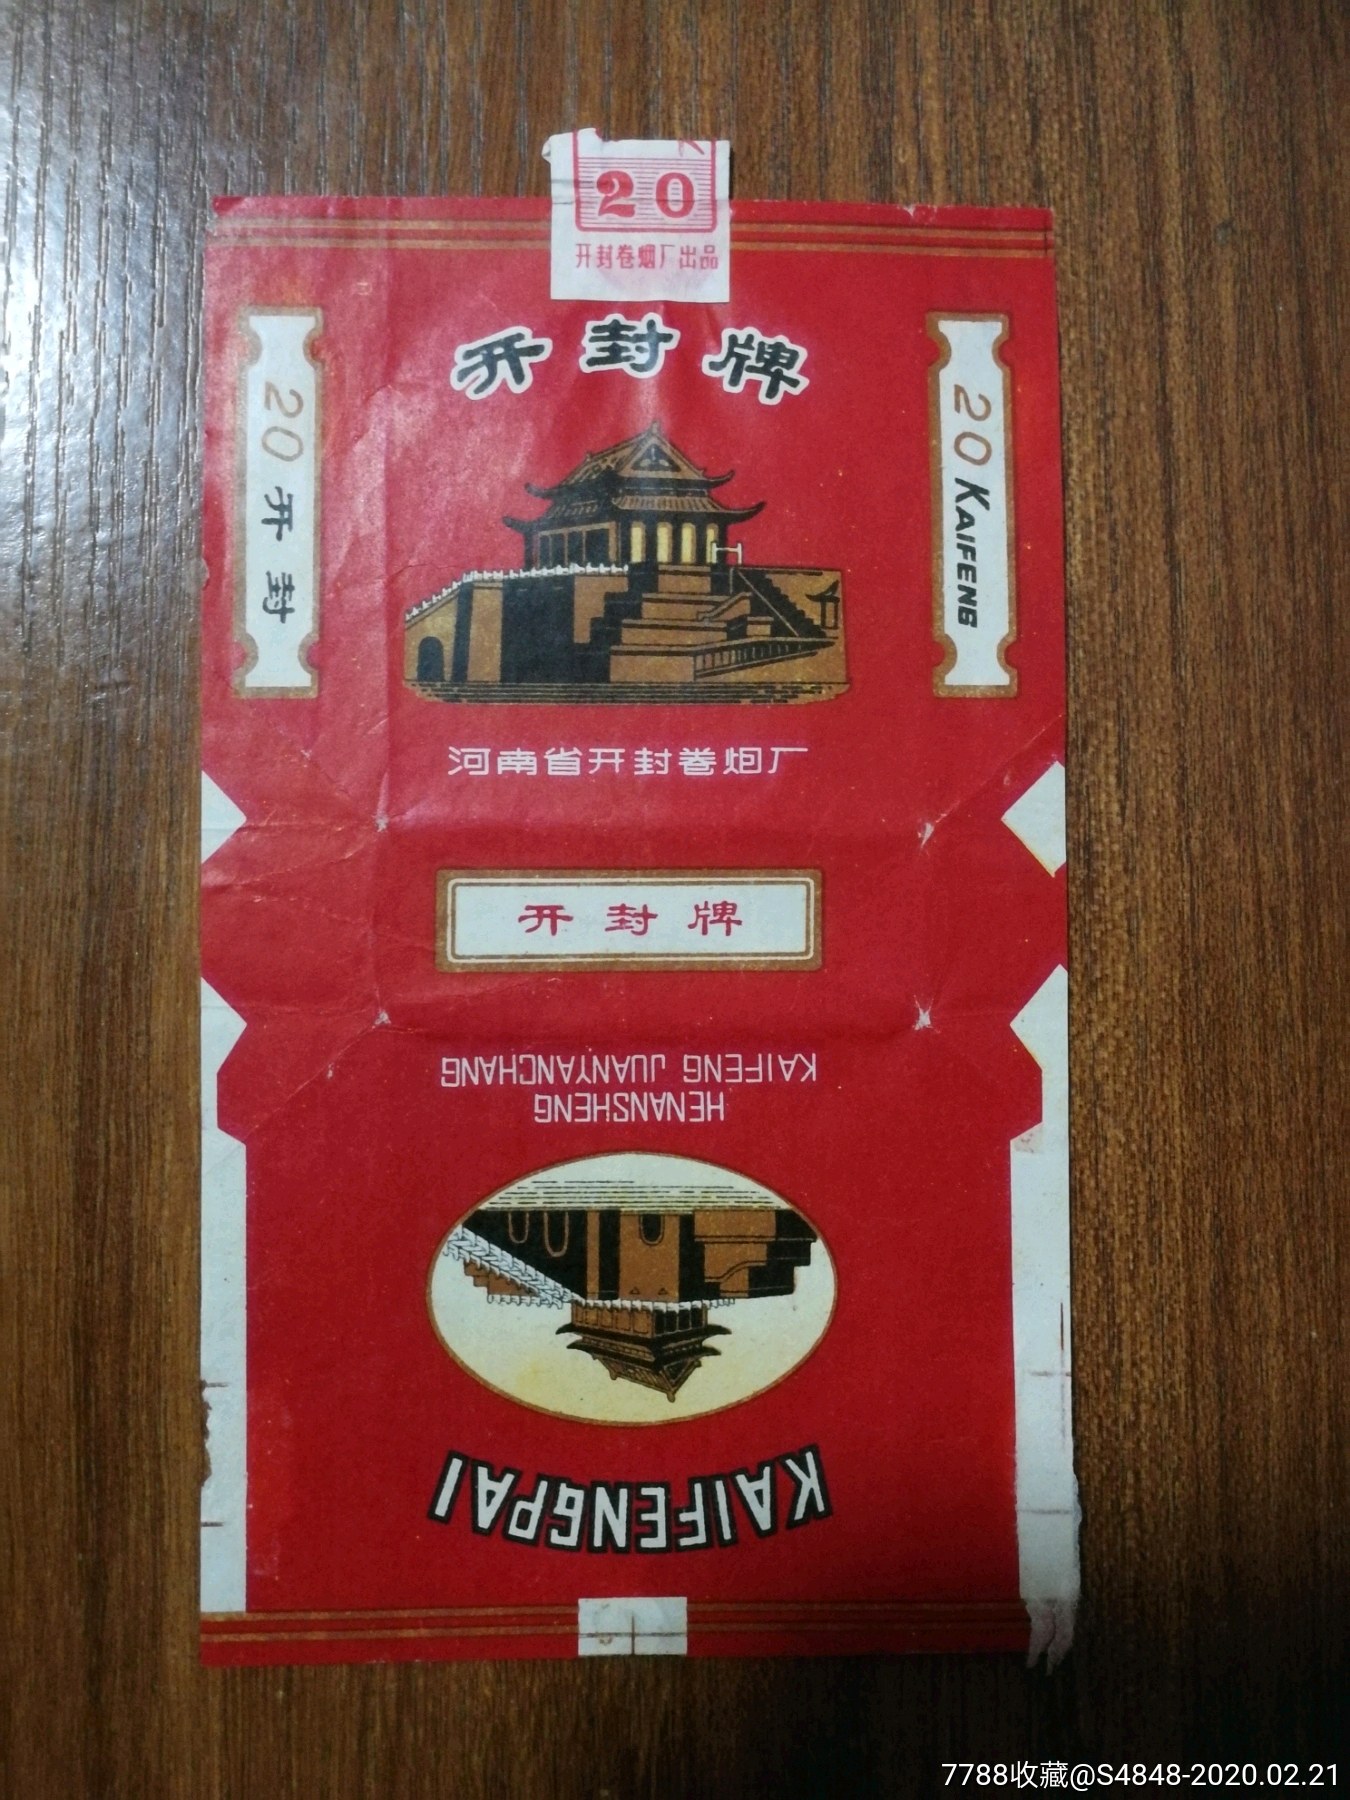 20
开封卷烟厂出品
开封牌
20 开封
20 KAIFENG
河南省开封卷烟厂
开封牌
KAIFENG JUANYANCHANG
HENANSHENG
KAIFENGPAI
7788收藏@S4848-2020.02.21